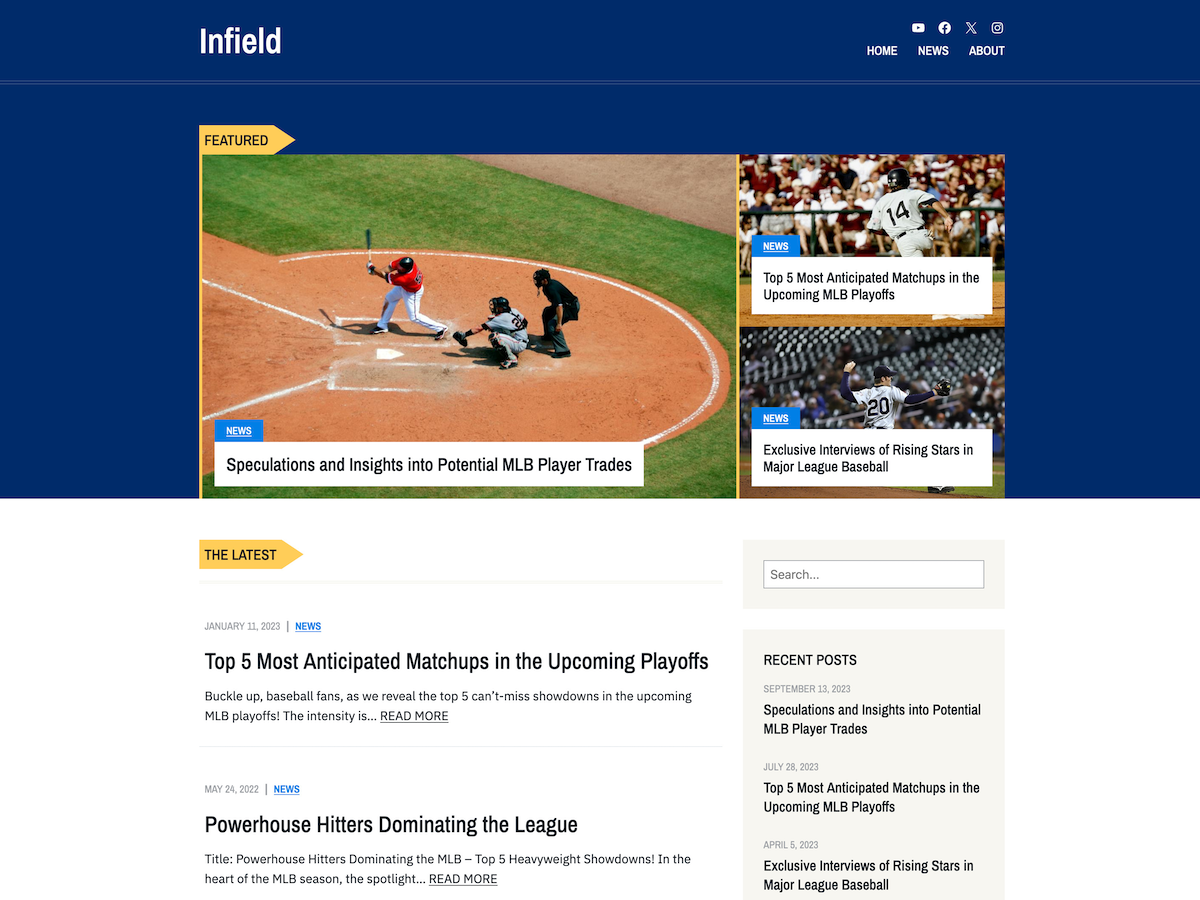 Infield
HOME NEWS ABOUT
FEATURED
NEWS
Speculations and Insights into Potential MLB Player Trades
14
NEWS
Top 5 Most Anticipated Matchups in the
Upcoming MLB Playoffs
20
NEWS
Exclusive Interviews of Rising Stars in
Major League Baseball
THE LATEST
JANUARY 11, 2023 | NEWS
Top 5 Most Anticipated Matchups in the Upcoming Playoffs
Buckle up, baseball fans, as we reveal the top 5 can’t-miss showdowns in the upcoming
MLB playoffs! The intensity is... READ MORE
MAY 24, 2022 | NEWS
Powerhouse Hitters Dominating the League
Title: Powerhouse Hitters Dominating the MLB – Top 5 Heavyweight Showdowns! In the
heart of the MLB season, the spotlight... READ MORE
Search...
RECENT POSTS
SEPTEMBER 13, 2023
Speculations and Insights into Potential
MLB Player Trades
JULY 28, 2023
Top 5 Most Anticipated Matchups in the
Upcoming MLB Playoffs
APRIL 5, 2023
Exclusive Interviews of Rising Stars in
Major League Baseball